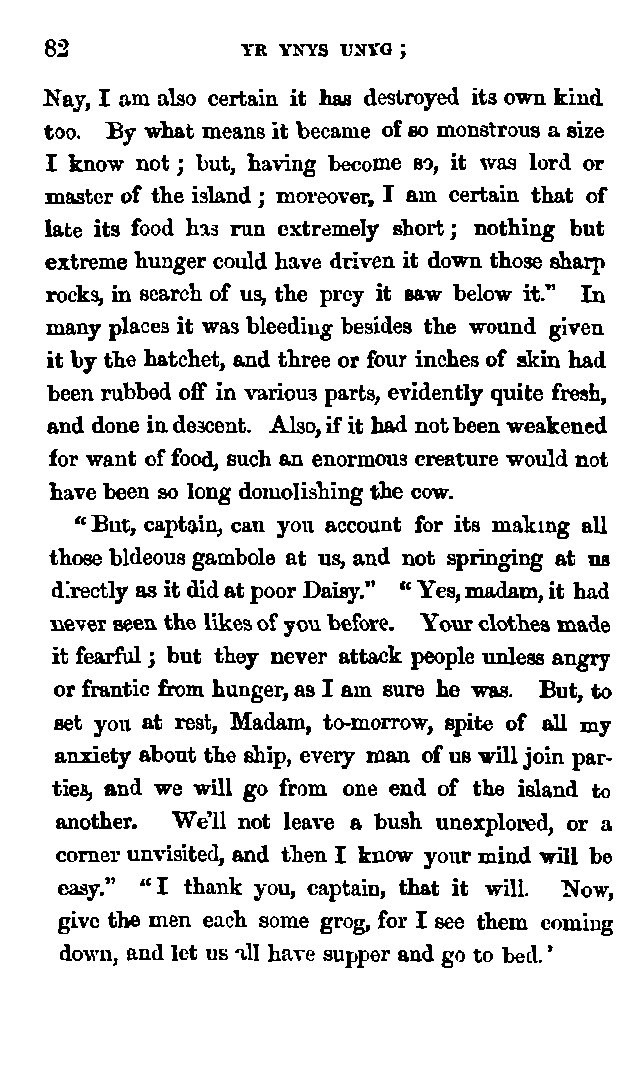 82 YR YNYS UNYG ;
Nay, I am also certain it has destroyed its own kind
too. By what means it became of so monstrous a size
I know not ; but, having become so, it was lord or
master of the island ; moreover, I am certain that of
late its food has run extremely short ; nothing but
extreme hunger could have driven it down those sharp
rocks, in search of us, the prey it saw below it.” In
many places it was bleeding besides the wound given
it by the hatchet, and three or four inches of skin had
been rubbed off in various parts, evidently quite fresh,
and done in descent. Also, if it had not been weakened
for want of food, such an enormous creature would not
have been so long domolishing the cow.
“ But, captain, can you account for its making all
those bldeous gambole at us, and not springing at us
directly as it did at poor Daisy.” “ Yes, madam, it had
never seen the likes of you before. Your clothes made
it fearful ; but they never attack people unless angry
or frantic from hunger, as I am sure he was. But, to
set you at rest, Madam, to-morrow, spite of all my
anxiety about the ship, every man of us will join par-
ties, and we will go from one end of the island to
another. We’ll not leave a bush unexplored, or a
corner unvisited, and then I know your mind will be
easy.” “ I thank you, captain, that it will. Now,
give the men each some grog, for I see them coming
down, and let us all have supper and go to bed.’